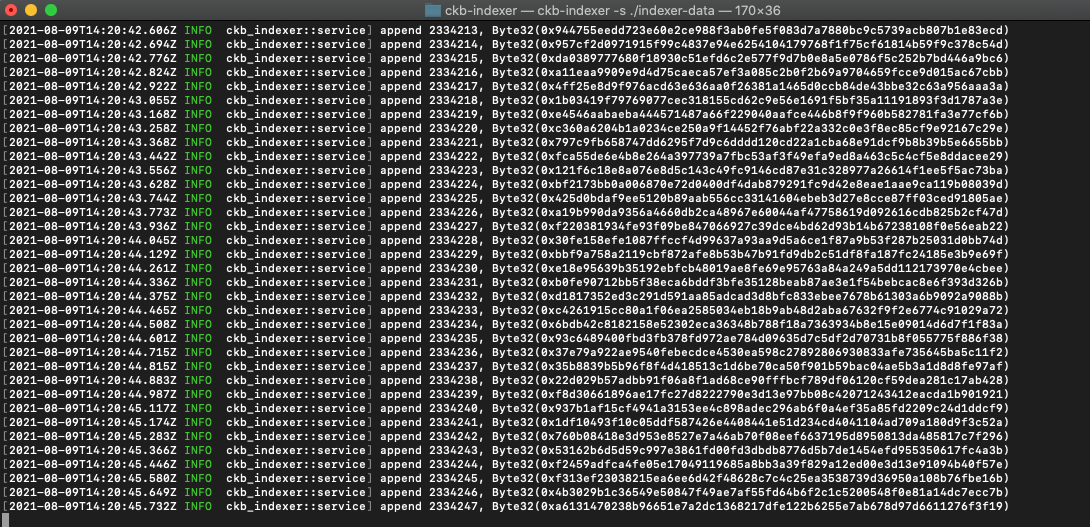 ckb-indexer — ckb-indexer -s ./indexer-data — 170×36
[2021-08-09T14:20:42.606Z INFO  ckb_indexer::service] append 2334213, Byte32(0x944755eedd723e60e2ce988f3ab0fe5f083d7a7880bc9c5739acb807b1e83ecd)
[2021-08-09T14:20:42.694Z INFO  ckb_indexer::service] append 2334214, Byte32(0x957cf2d0971915f99c4837e94e6254104179768f1f75cf61814b59f9c378c54d)
[2021-08-09T14:20:42.776Z INFO  ckb_indexer::service] append 2334215, Byte32(0xda0389777680f18930c51efd6c2e577f9d7b0e8a5e0786f5c252b7bd446a9bc6)
[2021-08-09T14:20:42.824Z INFO  ckb_indexer::service] append 2334216, Byte32(0xa11eaa9909e9d4d75caeca57ef3a085c2b0f2b69a9704659fcce9d015ac67cbb)
[2021-08-09T14:20:42.922Z INFO  ckb_indexer::service] append 2334217, Byte32(0x4ff25e8d9f976acd63e636aa0f26381a1465d0ccb84de43bbe32c63a956aaa3a)
[2021-08-09T14:20:43.055Z INFO  ckb_indexer::service] append 2334218, Byte32(0x1b03419f79769077cec318155cd62c9e56e1691f5bf35a11191893f3d1787a3e)
[2021-08-09T14:20:43.168Z INFO  ckb_indexer::service] append 2334219, Byte32(0xe4546aabaeba444571487a66f229040aafce446b8f9f960b582781fa3e77cf6b)
[2021-08-09T14:20:43.258Z INFO  ckb_indexer::service] append 2334220, Byte32(0xc360a6204b1a0234ce250a9f14452f76abf22a332c0e3f8ec85cf9e92167c29e)
[2021-08-09T14:20:43.368Z INFO  ckb_indexer::service] append 2334221, Byte32(0x797c9fb658747dd6295f7d9c6dddd120cd22a1cba68e91dcf9b8b39b5e6655bb)
[2021-08-09T14:20:43.442Z INFO  ckb_indexer::service] append 2334222, Byte32(0xfca55de6e4b8e264a397739a7fbc53af3f49efa9ed8a463c5c4cf5e8ddacee29)
[2021-08-09T14:20:43.556Z INFO  ckb_indexer::service] append 2334223, Byte32(0x121f6c18e8a076e8d5c143c49fc9146cd87e31c328977a26614f1ee5f5ac73ba)
[2021-08-09T14:20:43.628Z INFO  ckb_indexer::service] append 2334224, Byte32(0xbf2173bb0a006870e72d0400df4dab879291fc9d42e8eae1aae9ca119b08039d)
[2021-08-09T14:20:43.744Z INFO  ckb_indexer::service] append 2334225, Byte32(0x425d0bdaf9ee5120b89aab556cc33141604ebeb3d27e8cce87ff03ced91805ae)
[2021-08-09T14:20:43.773Z INFO  ckb_indexer::service] append 2334226, Byte32(0xa19b990da9356a4660db2ca48967e60044af47758619d092616cdb825b2cf47d)
[2021-08-09T14:20:43.936Z INFO  ckb_indexer::service] append 2334227, Byte32(0xf220381934fe93f09be847066927c39dce4bd62d93b14b67238108f0e56eab22)
[2021-08-09T14:20:44.045Z INFO  ckb_indexer::service] append 2334228, Byte32(0x30fe158efe1087ffccf4d99637a93aa9d5a6ce1f87a9b53f287b25031d0bb74d)
[2021-08-09T14:20:44.129Z INFO  ckb_indexer::service] append 2334229, Byte32(0xbbf9a758a2119cbf872afe8b53b47b91fd9db2c51df8fa187fc24185e3b9e69f)
[2021-08-09T14:20:44.261Z INFO  ckb_indexer::service] append 2334230, Byte32(0xe18e95639b35192ebfcb48019ae8fe69e95763a84a249a5dd112173970e4cbee)
[2021-08-09T14:20:44.336Z INFO  ckb_indexer::service] append 2334231, Byte32(0xb0fe90712bb5f38eca6bddf3bfe35128beab87ae3e1f54bebcac8e6f393d326b)
[2021-08-09T14:20:44.375Z INFO  ckb_indexer::service] append 2334232, Byte32(0xd1817352ed3c291d591aa85adcad3d8bfc833ebee7678b61303a6b9092a9088b)
[2021-08-09T14:20:44.465Z INFO  ckb_indexer::service] append 2334233, Byte32(0xc4261915cc80a1f06ea2585034eb18b9ab48d2aba67632f9f2e6774c91029a72)
[2021-08-09T14:20:44.508Z INFO  ckb_indexer::service] append 2334234, Byte32(0x6bdb42c8182158e52302eca36348b788f18a7363934b8e15e09014d6d7f1f83a)
[2021-08-09T14:20:44.601Z INFO  ckb_indexer::service] append 2334235, Byte32(0x93c6489400fbd3fb378fd972ae784d09635d7c5df2d70731b8f055775f886f38)
[2021-08-09T14:20:44.715Z INFO  ckb_indexer::service] append 2334236, Byte32(0x37e79a922ae9540febecdce4530ea598c27892806930833afe735645ba5c11f2)
[2021-08-09T14:20:44.815Z INFO  ckb_indexer::service] append 2334237, Byte32(0x35b8839b5b96f8f4d418513c1d6be70ca50f901b59bac04ae5b3a1d8d8fe97af)
[2021-08-09T14:20:44.883Z INFO  ckb_indexer::service] append 2334238, Byte32(0x22d029b57adbb91f06a8f1ad68ce90fffbcf789df06120cf59dea281c17ab428)
[2021-08-09T14:20:44.987Z INFO  ckb_indexer::service] append 2334239, Byte32(0xf8d30661896ae17fc27d8222790e3d13e97bb08c42071243412eacda1b901921)
[2021-08-09T14:20:45.117Z INFO  ckb_indexer::service] append 2334240, Byte32(0x937b1af15cf4941a3153ee4c898adec296ab6f0a4ef35a85fd2209c24d1ddcf9)
[2021-08-09T14:20:45.174Z INFO  ckb_indexer::service] append 2334241, Byte32(0x1df10493f10c05ddf587426e4408441e51d234cd4041104ad709a180d9f3c52a)
[2021-08-09T14:20:45.283Z INFO  ckb_indexer::service] append 2334242, Byte32(0x760b08418e3d953e8527e7a46ab70f08eef6637195d8950813da485817c7f296)
[2021-08-09T14:20:45.366Z INFO  ckb_indexer::service] append 2334243, Byte32(0x53162b6d5d59c997e3861fd00fd3dbdb8776d5b7de1454efd955350617fc4a3b)
[2021-08-09T14:20:45.446Z INFO  ckb_indexer::service] append 2334244, Byte32(0xf2459adfca4fe05e17049119685a8bb3a39f829a12ed00e3d13e91094b40f57e)
[2021-08-09T14:20:45.580Z INFO  ckb_indexer::service] append 2334245, Byte32(0xf313ef23038215ea6ee6d42f48628c7c4c25ea3538739d36950a108b76fbe16b)
[2021-08-09T14:20:45.649Z INFO  ckb_indexer::service] append 2334246, Byte32(0x4b3029b1c36549e50847f49ae7af55fd64b6f2c1c5200548f0e81a14dc7ecc7b)
[2021-08-09T14:20:45.732Z INFO  ckb_indexer::service] append 2334247, Byte32(0xa6131470238b96651e7a2dc1368217dfe122b6255e7ab678d97d6611276f3f19)